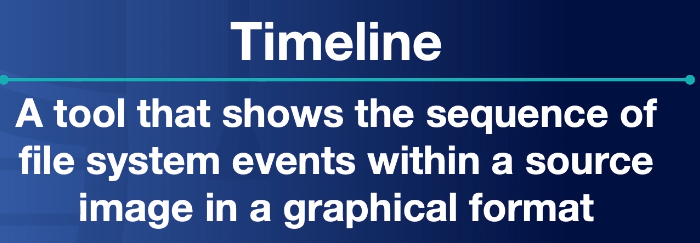 Timeline
A tool that shows the sequence of
file system events within a source
image in a graphical format